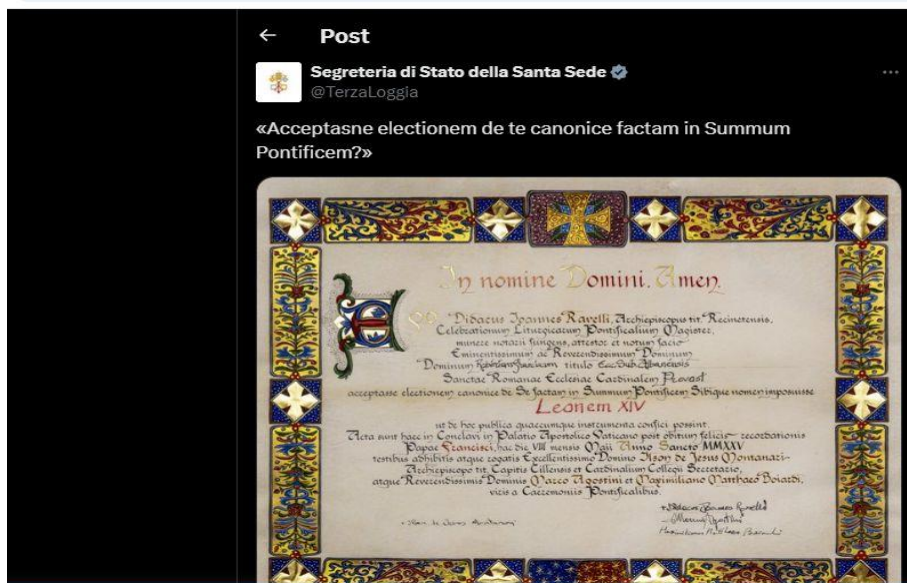 Post
Segreteria di Stato della Santa Sede
@TerzaLoggia
«Acceptasne electionem de te canonice factam in Summum
Pontificem?»
In nomine Domini. Amen.
Didacus Ioannes Ravelli, Archiepiscopus tit. Recinetensis,
Celebrationum Liturgicarum Pontificalium Magister,
munere notarii fungens, attestor et notum facio
Eminentissimum ac Reverendissimum Dominum
Dominum titulo
Sanctae Romanae Ecclesiae Cardinalem Prevost
acceptasse electionem canonice de Se factam in Summum Pontificem Sibique nomen imposuisse
Leonem XIV
ut de hoc publica quaecumque instrumenta confici possint.
Acta sunt haec in Conclavi in Palatio Apostolico Vaticano post obitum felicis recordationis
Papae Francisci, hac die VIII mensis Maii Anno Sancto MMXXV
testibus adhibitis atque rogatis Excellentissimo Domino Ilson de Jesus Montanari
Archiepiscopo tit. Capitis Cillensis et Cardinalium Collegii Secretario,
atque Reverendissimis Dominis Marco Agostini et Maximiliano Matthaeo Boiardi,
viris a Caeremoniis Pontificalibus.